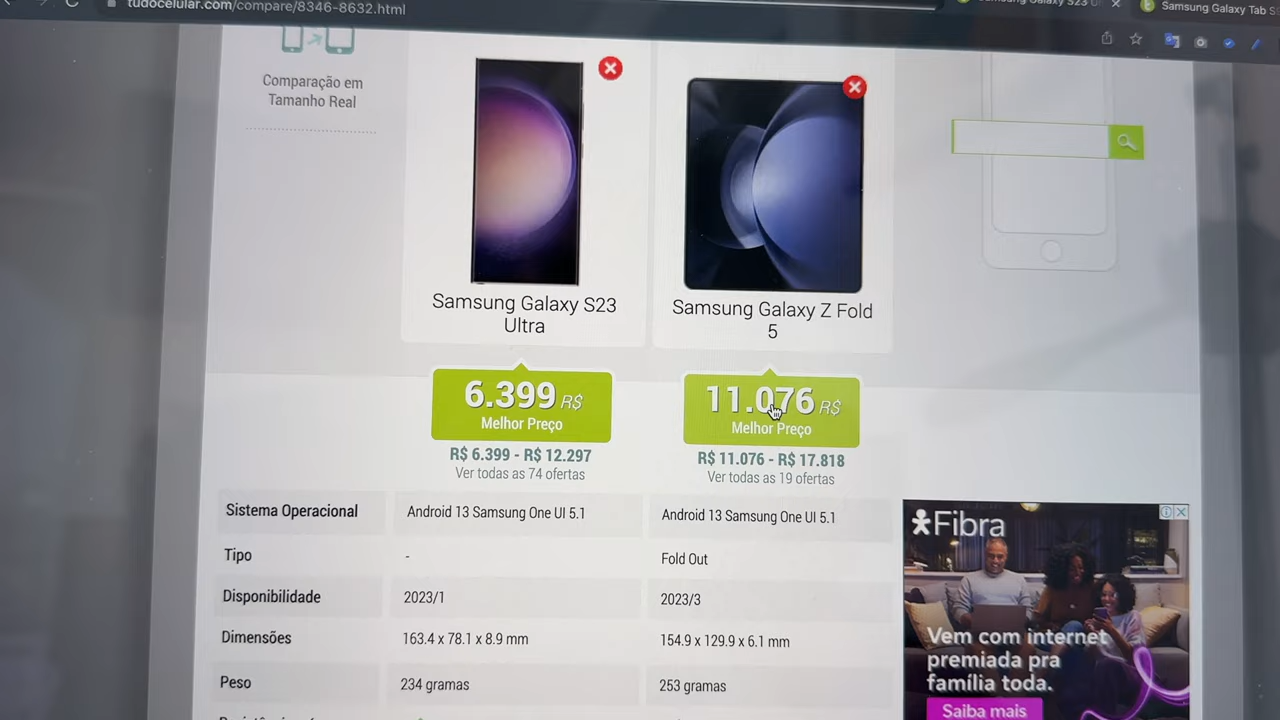 tudocelular.com/compare/8346-8632.html
Samsung Galaxy S23
Samsung Galaxy Tab
Comparação em
Tamanho Real
Samsung Galaxy S23
Ultra
Samsung Galaxy Z Fold
5
6.399 R$
Melhor Preço
11.076 R$
Melhor Preço
R$ 6.399 - R$ 12.297
Ver todas as 74 ofertas
R$ 11.076 - R$ 17.818
Ver todas as 19 ofertas
Sistema Operacional
Android 13 Samsung One UI 5.1
Android 13 Samsung One UI 5.1
Tipo
-
Fold Out
Disponibilidade
2023/1
2023/3
Dimensões
163.4 x 78.1 x 8.9 mm
154.9 x 129.9 x 6.1 mm
Peso
234 gramas
253 gramas
Fibra
Vem com internet
premiada pra
família toda.
Saiba mais